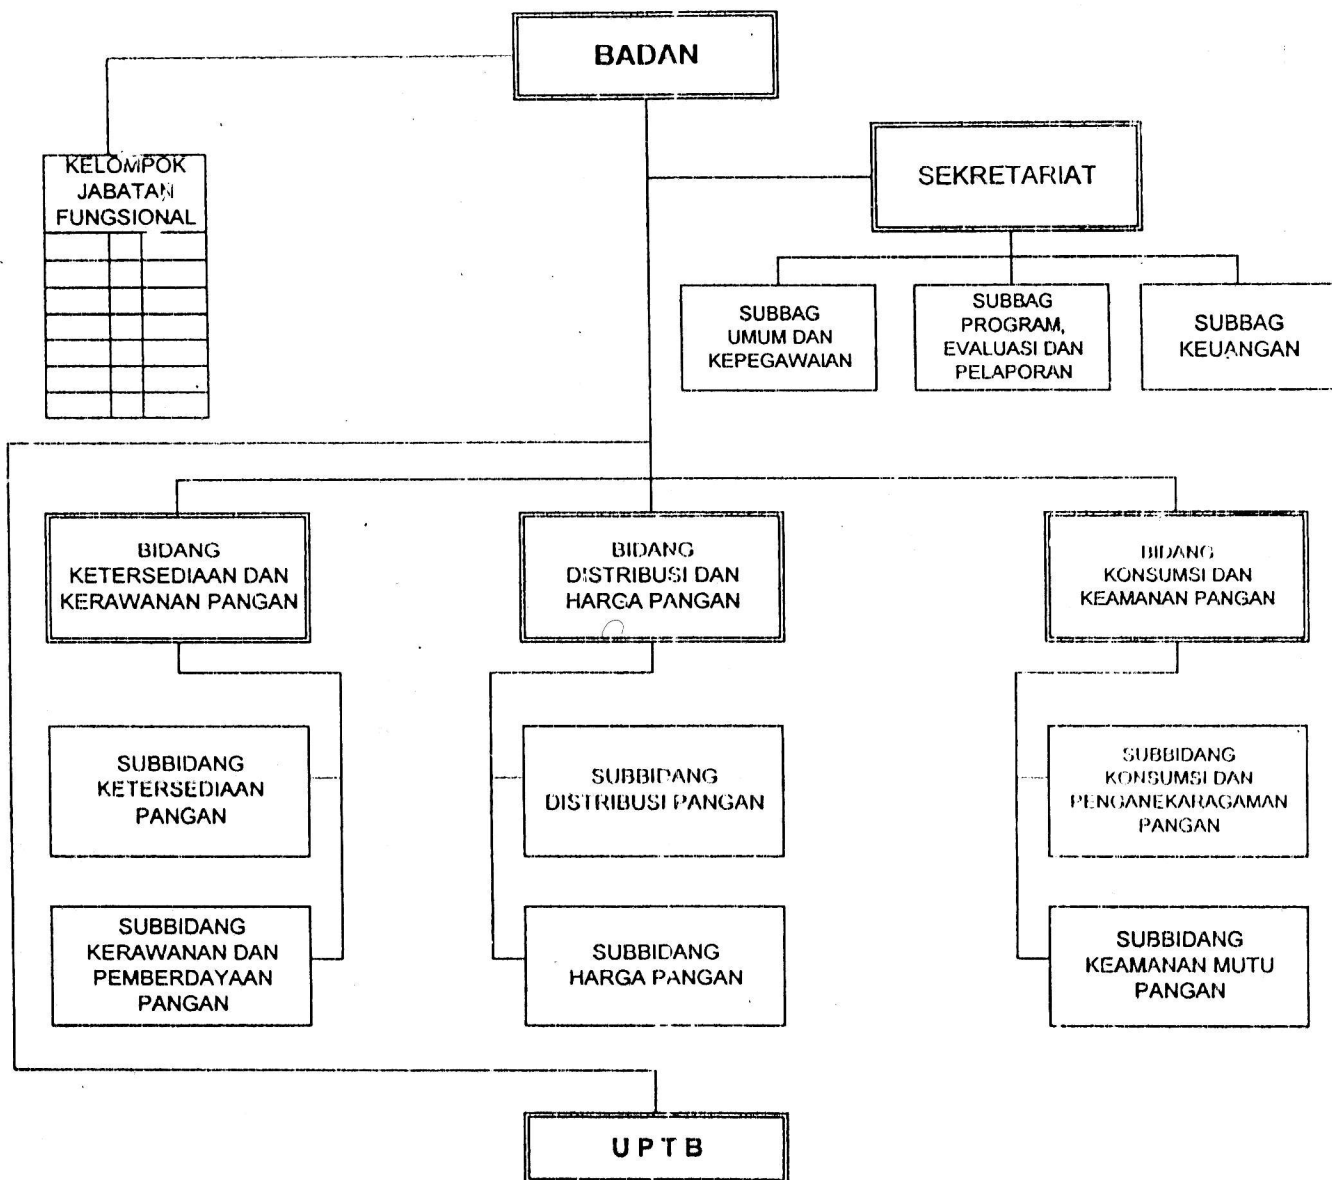 BADAN
KELOMPOK
JABATAN
FUNGSIONAL
SEKRETARIAT
SUBBAG
UMUM DAN
KEPEGAWAIAN
SUBBAG
PROGRAM,
EVALUASI DAN
PELAPORAN
SUBBAG
KEUANGAN
BIDANG
KETERSEDIAAN DAN
KERAWANAN PANGAN
BIDANG
DISTRIBUSI DAN
HARGA PANGAN
BIDANG
KONSUMSI DAN
KEAMANAN PANGAN
SUBBIDANG
KETERSEDIAAN
PANGAN
SUBBIDANG
DISTRIBUSI PANGAN
SUBBIDANG
KONSUMSI DAN
PENGANEKARAGAMAN
PANGAN
SUBBIDANG
KERAWANAN DAN
PEMBERDAYAAN
PANGAN
SUBBIDANG
HARGA PANGAN
SUBBIDANG
KEAMANAN MUTU
PANGAN
U P T B